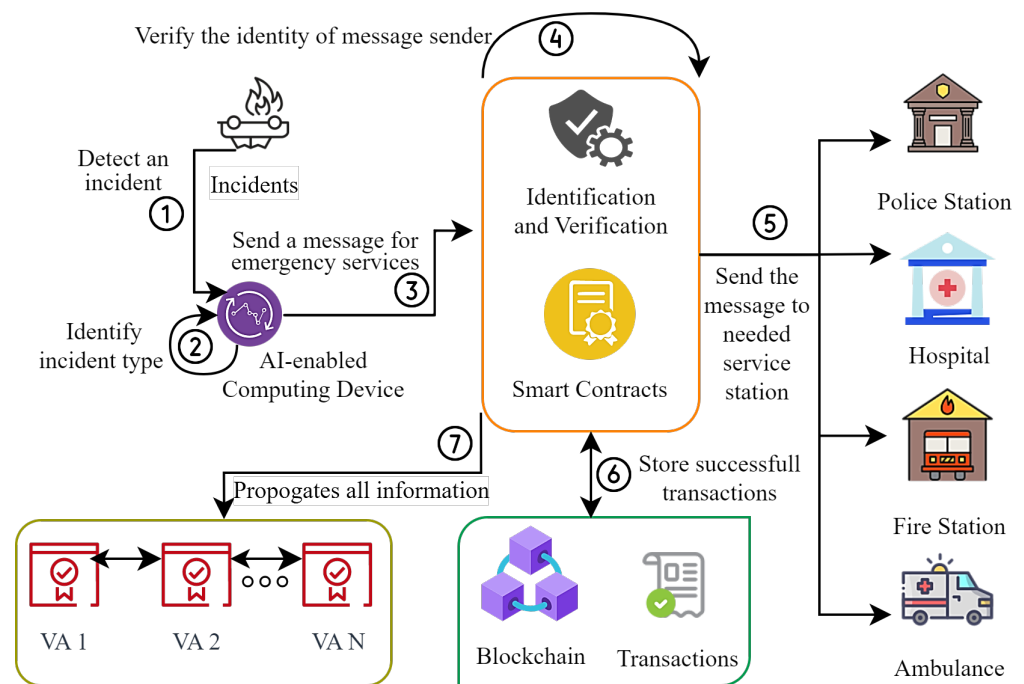 Verify the identity of message sender
4
Detect an
incident
1
Incidents
Send a message for
emergency services
3
Identify
incident type
2
AI-enabled
Computing Device
Identification
and Verification
Smart Contracts
5
Send the
message to
needed
service
station
Police Station
Hospital
Fire Station
Ambulance
7
Propogates all information
6
Store successfull
transactions
VA 1
VA 2
VA N
Blockchain
Transactions